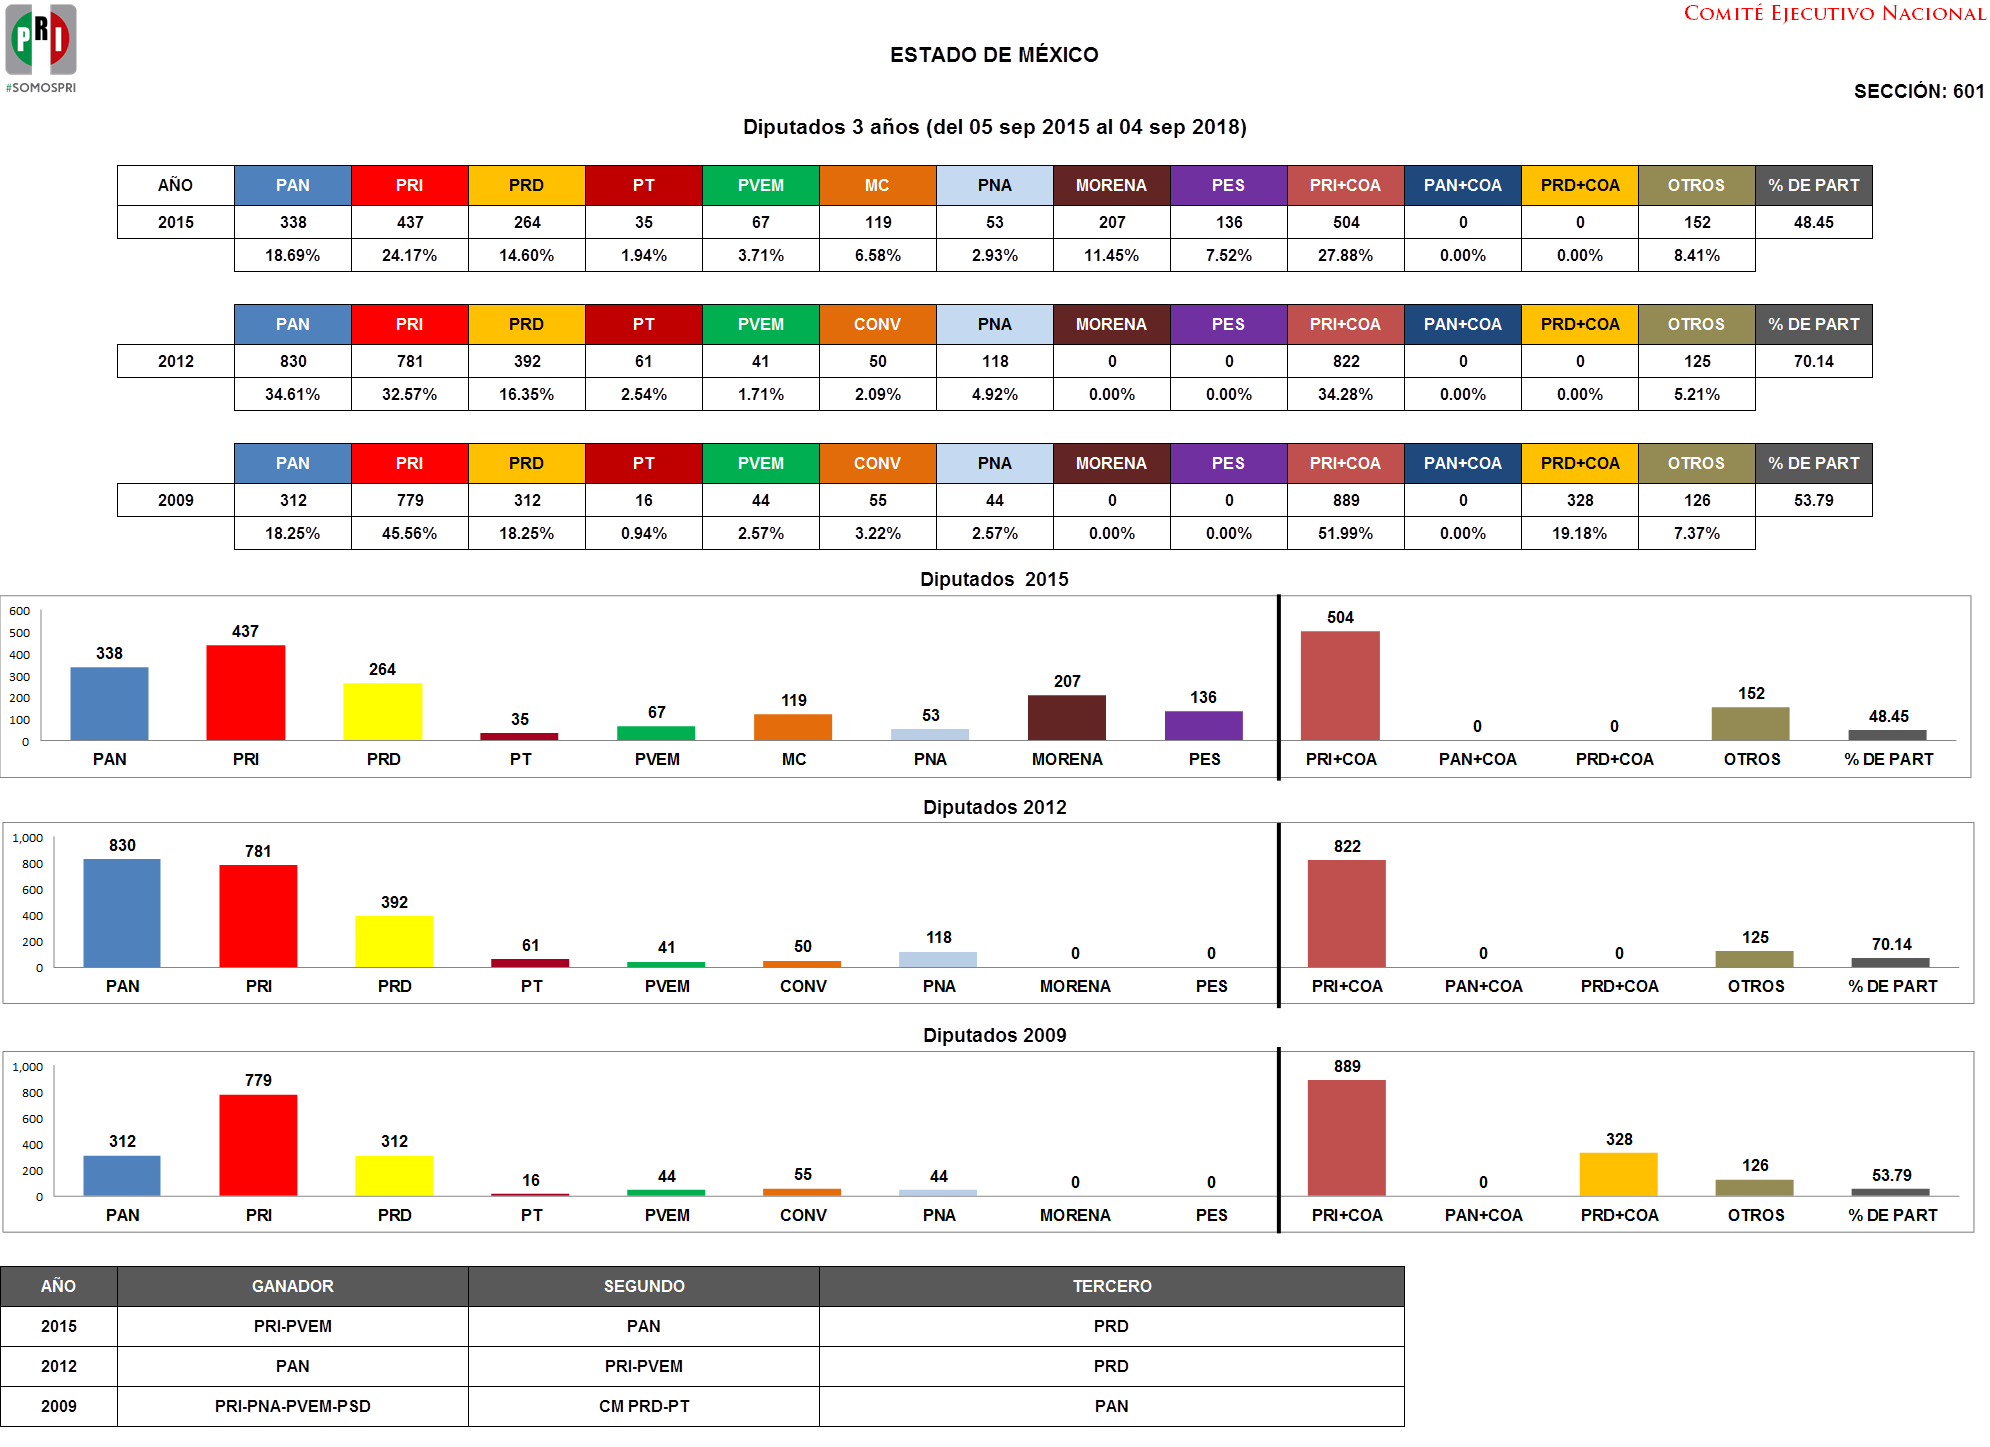 PRI
#SOMOSPRI
COMITÉ EJECUTIVO NACIONAL
ESTADO DE MÉXICO
SECCIÓN: 601
Diputados 3 años (del 05 sep 2015 al 04 sep 2018)
AÑO PAN PRI PRD PT PVEM MC PNA MORENA PES PRI+COA PAN+COA PRD+COA OTROS % DE PART
2015 338 437 264 35 67 119 53 207 136 504 0 0 152 48.45
18.69% 24.17% 14.60% 1.94% 3.71% 6.58% 2.93% 11.45% 7.52% 27.88% 0.00% 0.00% 8.41%
PAN PRI PRD PT PVEM CONV PNA MORENA PES PRI+COA PAN+COA PRD+COA OTROS % DE PART
2012 830 781 392 61 41 50 118 0 0 822 0 0 125 70.14
34.61% 32.57% 16.35% 2.54% 1.71% 2.09% 4.92% 0.00% 0.00% 34.28% 0.00% 0.00% 5.21%
PAN PRI PRD PT PVEM CONV PNA MORENA PES PRI+COA PAN+COA PRD+COA OTROS % DE PART
2009 312 779 312 16 44 55 44 0 0 889 0 328 126 53.79
18.25% 45.56% 18.25% 0.94% 2.57% 3.22% 2.57% 0.00% 0.00% 51.99% 0.00% 19.18% 7.37%
Diputados 2015
600
500
400
300
200
100
0
338 437 264 35 67 119 53 207 136 504 0 0 152 48.45
PAN PRI PRD PT PVEM MC PNA MORENA PES PRI+COA PAN+COA PRD+COA OTROS % DE PART
Diputados 2012
1,000
800
600
400
200
0
830 781 392 61 41 50 118 0 0 822 0 0 125 70.14
PAN PRI PRD PT PVEM CONV PNA MORENA PES PRI+COA PAN+COA PRD+COA OTROS % DE PART
Diputados 2009
1,000
800
600
400
200
0
312 779 312 16 44 55 44 0 0 889 0 328 126 53.79
PAN PRI PRD PT PVEM CONV PNA MORENA PES PRI+COA PAN+COA PRD+COA OTROS % DE PART
AÑO GANADOR SEGUNDO TERCERO
2015 PRI-PVEM PAN PRD
2012 PAN PRI-PVEM PRD
2009 PRI-PNA-PVEM-PSD CM PRD-PT PAN